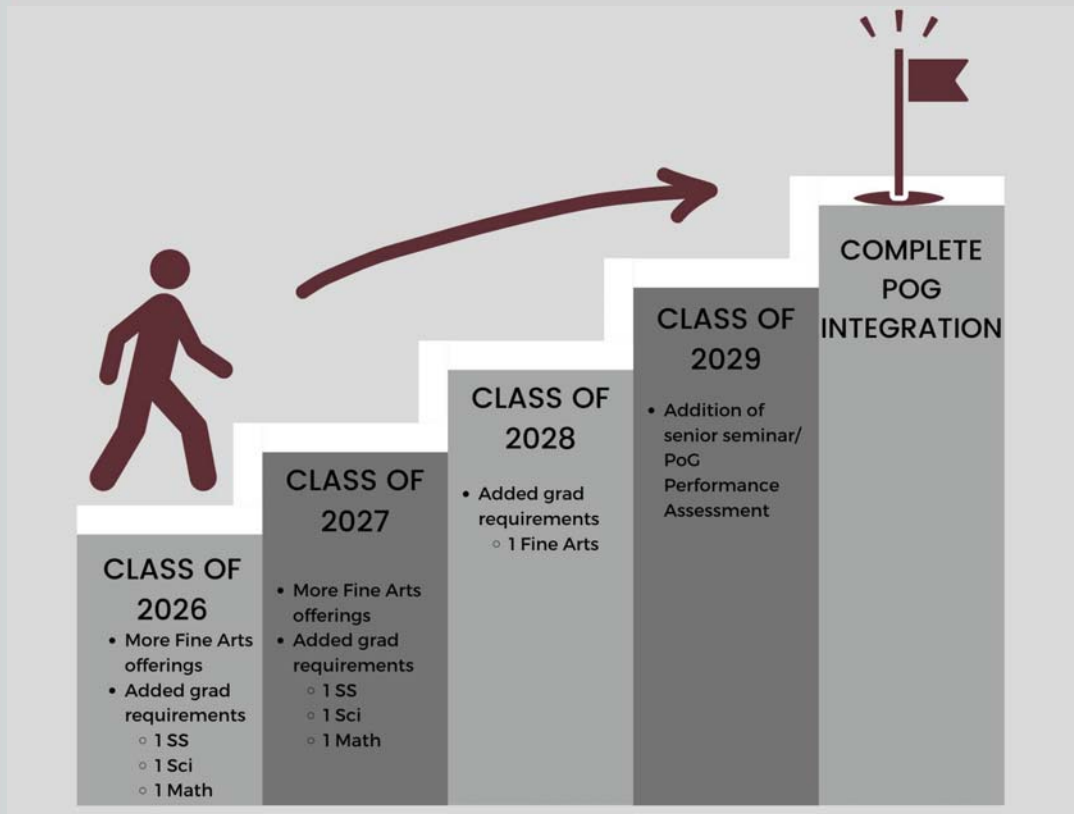 CLASS OF
2026
• More Fine Arts
offerings
• Added grad
requirements
◦ 1 SS
◦ 1 Sci
◦ 1 Math
CLASS OF
2027
• More Fine Arts
offerings
• Added grad
requirements
◦ 1 SS
◦ 1 Sci
◦ 1 Math
CLASS OF
2028
• Added grad
requirements
◦ 1 Fine Arts
CLASS OF
2029
• Addition of
senior seminar/
PoG
Performance
Assessment
COMPLETE
POG
INTEGRATION